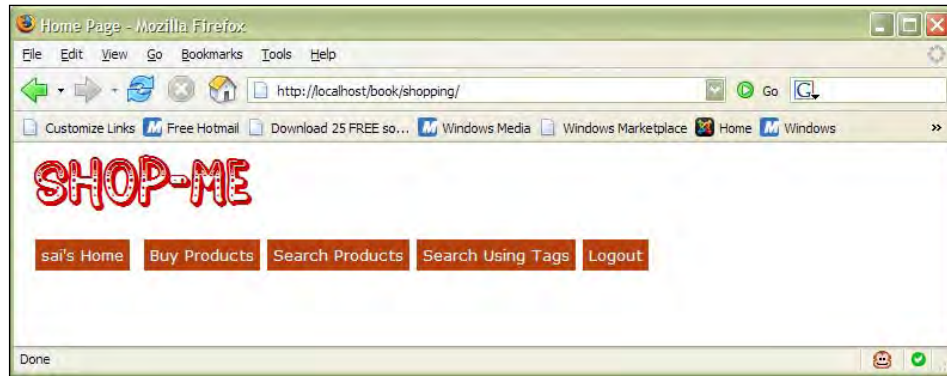 Home Page - Mozilla Firefox
File Edit View Go Bookmarks Tools Help
http://localhost/book/shopping/ Go G
Customize Links Free Hotmail Download 25 FREE so... Windows Media Windows Marketplace Home Windows »
SHOP-ME
sai's Home Buy Products Search Products Search Using Tags Logout
Done